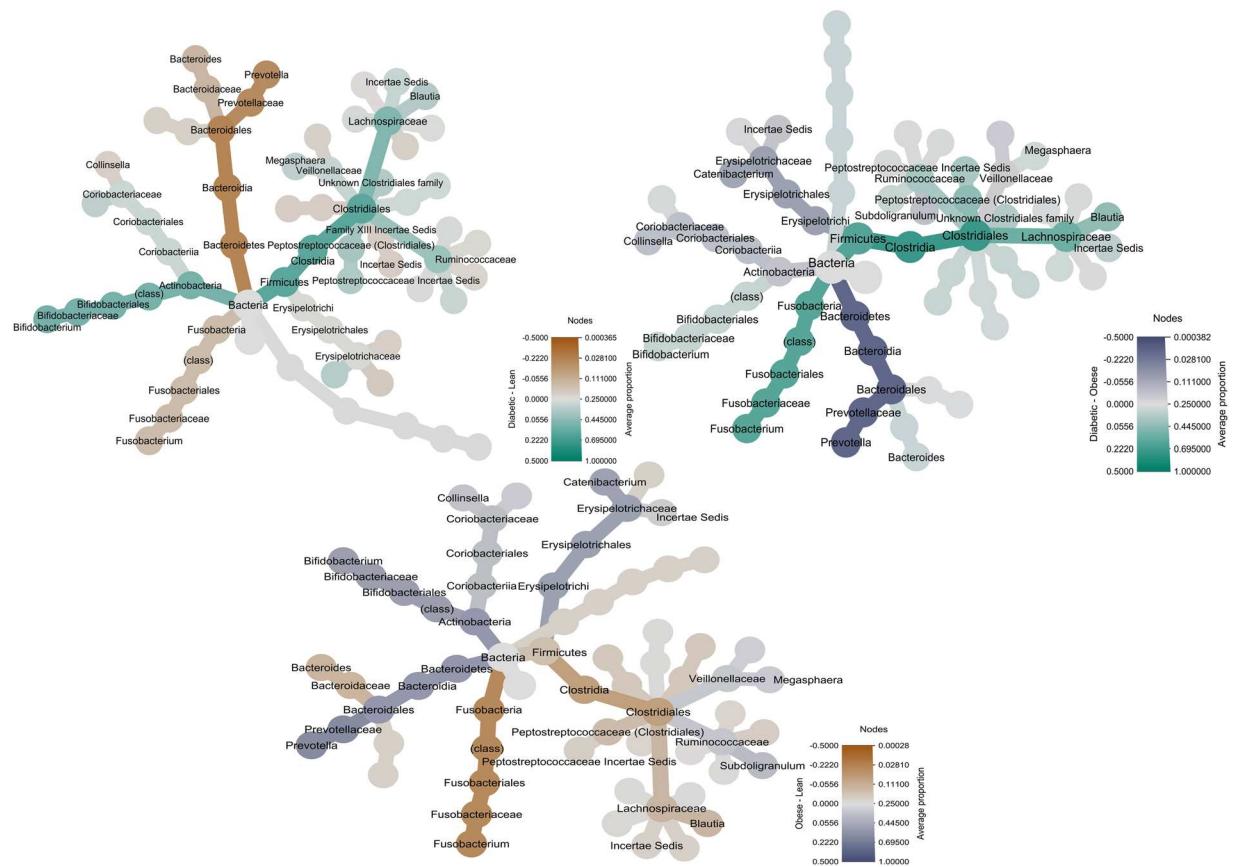 Bacteroides
Prevotella
Bacteroidaceae
Prevotellaceae
Bacteroidales
Incertae Sedis
Blautia
Lachnospiraceae
Collinsella
Megasphaera
Veillonellaceae
Coriobacteriaceae
Unknown Clostridiales family
Bacteroidia
Clostridiales
Coriobacteriales
Family XIII Incertae Sedis
Bacteroidetes
Peptostreptococcaceae (Clostridiales)
Coriobacteriia
Clostridia
Ruminococcaceae
Incertae Sedis
Actinobacteria
Firmicutes
Peptostreptococcaceae Incertae Sedis
(class)
Bifidobacteriales
Bacteria
Erysipelotrichi
Bifidobacteriaceae
Bifidobacterium
Fusobacteria
Erysipelotrichales
(class)
Erysipelotrichaceae
Fusobacteriales
Fusobacteriaceae
Fusobacterium
Nodes
-0.5000 0.000365
-0.2220 0.028100
-0.0556 0.111000
0.0000 0.250000
0.0556 0.445000
0.2220 0.695000
0.5000 1.000000
Diabetic - Lean
Average proportion
Incertae Sedis
Erysipelotrichaceae
Catenibacterium
Erysipelotrichales
Erysipelotrichi
Megasphaera
Peptostreptococcaceae Incertae Sedis
Ruminococcaceae
Veillonellaceae
Peptostreptococcaceae (Clostridiales)
Subdoligranulum
Unknown Clostridiales family
Blautia
Coriobacteriaceae
Collinsella
Coriobacteriales
Coriobacteriia
Firmicutes
Clostridia
Clostridiales
Lachnospiraceae
Incertae Sedis
Bacteria
Actinobacteria
(class)
Bifidobacteriales
Bifidobacteriaceae
Bifidobacterium
Fusobacteria
Bacteroidetes
(class)
Bacteroidia
Fusobacteriales
Bacteroidales
Fusobacteriaceae
Prevotellaceae
Fusobacterium
Prevotella
Bacteroides
Nodes
-0.5000 0.000382
-0.2220 0.028100
-0.0556 0.111000
0.0000 0.250000
0.0556 0.445000
0.2220 0.695000
0.5000 1.000000
Diabetic - Obese
Average proportion
Collinsella
Coriobacteriaceae
Catenibacterium
Erysipelotrichaceae
Incertae Sedis
Erysipelotrichales
Coriobacteriales
Bifidobacterium
Bifidobacteriaceae
Bifidobacteriales
Coriobacteriia
Erysipelotrichi
(class)
Actinobacteria
Bacteria
Firmicutes
Bacteroides
Bacteroidetes
Bacteroidaceae
Bacteroidia
Clostridia
Veillonellaceae
Megasphaera
Bacteroidales
Fusobacteria
Clostridiales
Prevotellaceae
Prevotella
Peptostreptococcaceae (Clostridiales)
(class)
Ruminococcaceae
Peptostreptococcaceae Incertae Sedis
Subdoligranulum
Fusobacteriales
Fusobacteriaceae
Fusobacterium
Lachnospiraceae
Blautia
Incertae Sedis
Nodes
-0.5000 0.00028
-0.2220 0.02810
-0.0556 0.11100
0.0000 0.25000
0.0556 0.44500
0.2220 0.69500
0.5000 1.00000
Obese - Lean
Average proportion